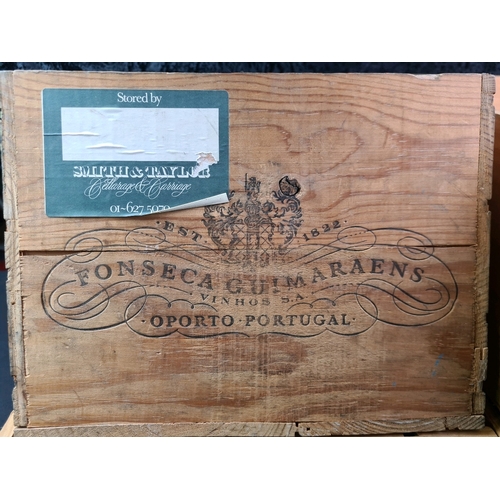 Stored by
SMITH & TAYLOR
Cellarage & Carriage
01~627 5070
·EST 1822·
FONSECA GUIMARAENS
VINHOS S.A
·OPORTO·PORTUGAL·